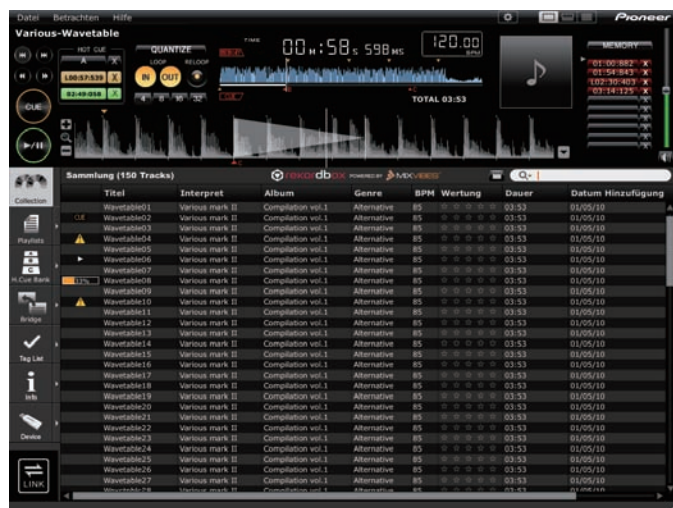 Datei Betrachten Hilfe
Pioneer
Various-Wavetable
HOT CUE
A X
L00:57:539 X
02:49:058 X
QUANTIZE
LOOP RELOOP
IN OUT
4 8 16 32
TIME
00 M : 58 S 598 MS
120.00
BPM
CUE
TOTAL 03:53
MEMORY
01:00:882 X
01:54:843 X
L02:30:403 X
03:14:125 X
CUE
Sammlung (150 Tracks) rekordbox POWERED BY MIXVIBES
Titel Interpret Album Genre BPM Wertung Dauer Datum Hinzufügung
Wavetable01 Various mark II Compilation vol.1 Alternative 85 03:53 01/05/10
CUE Wavetable02 Various mark II Compilation vol.1 Alternative 85 03:53 01/05/10
Wavetable03 Various mark II Compilation vol.1 Alternative 85 03:53 01/05/10
Wavetable04 Various mark II Compilation vol.1 Alternative 85 03:53 01/05/10
Wavetable05 Various mark II Compilation vol.1 Alternative 85 03:53 01/05/10
Wavetable06 Various mark II Compilation vol.1 Alternative 85 03:53 01/05/10
Wavetable07 Various mark II Compilation vol.1 Alternative 85 03:53 01/05/10
Wavetable08 Various mark II Compilation vol.1 Alternative 85 03:53 01/05/10
Wavetable09 Various mark II Compilation vol.1 Alternative 85 03:53 01/05/10
Wavetable10 Various mark II Compilation vol.1 Alternative 85 03:53 01/05/10
Wavetable11 Various mark II Compilation vol.1 Alternative 85 03:53 01/05/10
Wavetable12 Various mark II Compilation vol.1 Alternative 85 03:53 01/05/10
Wavetable13 Various mark II Compilation vol.1 Alternative 85 03:53 01/05/10
Wavetable14 Various mark II Compilation vol.1 Alternative 85 03:53 01/05/10
Wavetable15 Various mark II Compilation vol.1 Alternative 85 03:53 01/05/10
Wavetable16 Various mark II Compilation vol.1 Alternative 85 03:53 01/05/10
Wavetable17 Various mark II Compilation vol.1 Alternative 85 03:53 01/05/10
Wavetable18 Various mark II Compilation vol.1 Alternative 85 03:53 01/05/10
Wavetable19 Various mark II Compilation vol.1 Alternative 85 03:53 01/05/10
Wavetable20 Various mark II Compilation vol.1 Alternative 85 03:53 01/05/10
Wavetable21 Various mark II Compilation vol.1 Alternative 85 03:53 01/05/10
Wavetable22 Various mark II Compilation vol.1 Alternative 85 03:53 01/05/10
Wavetable23 Various mark II Compilation vol.1 Alternative 85 03:53 01/05/10
Wavetable24 Various mark II Compilation vol.1 Alternative 85 03:53 01/05/10
Wavetable25 Various mark II Compilation vol.1 Alternative 85 03:53 01/05/10
Wavetable26 Various mark II Compilation vol.1 Alternative 85 03:53 01/05/10
Wavetable27 Various mark II Compilation vol.1 Alternative 85 03:53 01/05/10
Collection
Playlists
H.Cue Bank
Bridge
Tag List
Info
Device
LINK